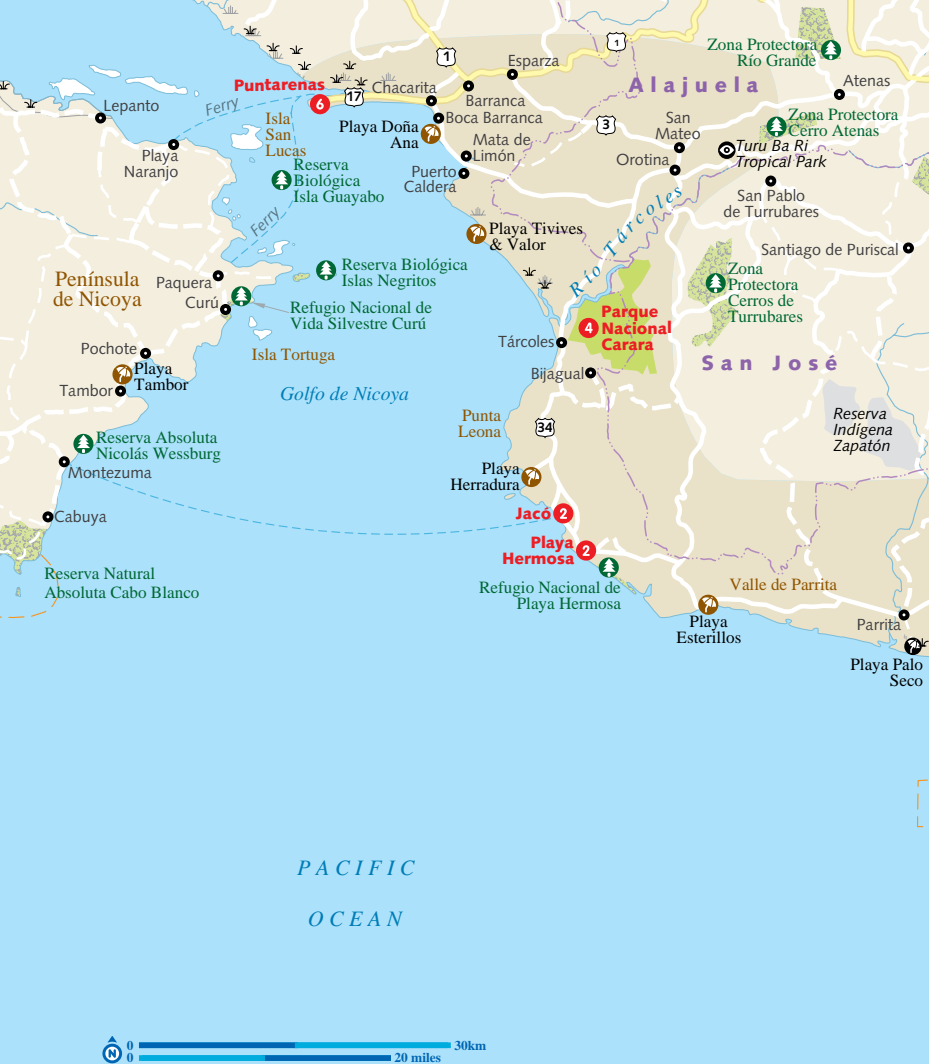 1
1
Zona Protectora
Río Grande
Esparza
Alajuela
Puntarenas
6
17
Chacarita
Barranca
Atenas
Lepanto
Ferry
Isla
San
Lucas
Boca Barranca
Playa Doña
Ana
3
San
Mateo
Zona Protectora
Cerro Atenas
Mata de
Limón
Turu Ba Ri
Tropical Park
Playa
Naranjo
Reserva
Biológica
Isla Guayabo
Puerto
Caldera
Orotina
San Pablo
de Turrubares
Ferry
Playa Tivives
& Valor
Río Tárcoles
Santiago de Puriscal
Península
de Nicoya
Paquera
Reserva Biológica
Islas Negritos
Zona
Protectora
Cerros de
Turrubares
Curú
Refugio Nacional de
Vida Silvestre Curú
4
Parque
Nacional
Carara
Tárcoles
Pochote
Isla Tortuga
San José
Playa
Tambor
Tambor
Bijagual
Golfo de Nicoya
Punta
Leona
34
Reserva
Indígena
Zapatón
Reserva Absoluta
Nicolás Wessburg
Montezuma
Playa
Herradura
Cabuya
Jacó
2
Playa
Hermosa
2
Reserva Natural
Absoluta Cabo Blanco
Refugio Nacional de
Playa Hermosa
Valle de Parrita
Playa
Esterillos
Parrita
Playa Palo
Seco
PACIFIC
OCEAN
N
0
30km
0
20 miles